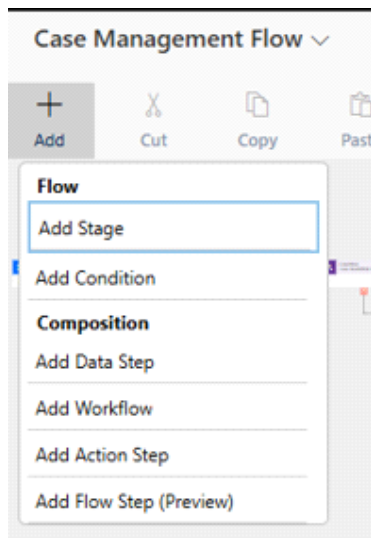 Case Management Flow
Add Cut Copy Past
Flow
Add Stage
Add Condition
Composition
Add Data Step
Add Workflow
Add Action Step
Add Flow Step (Preview)